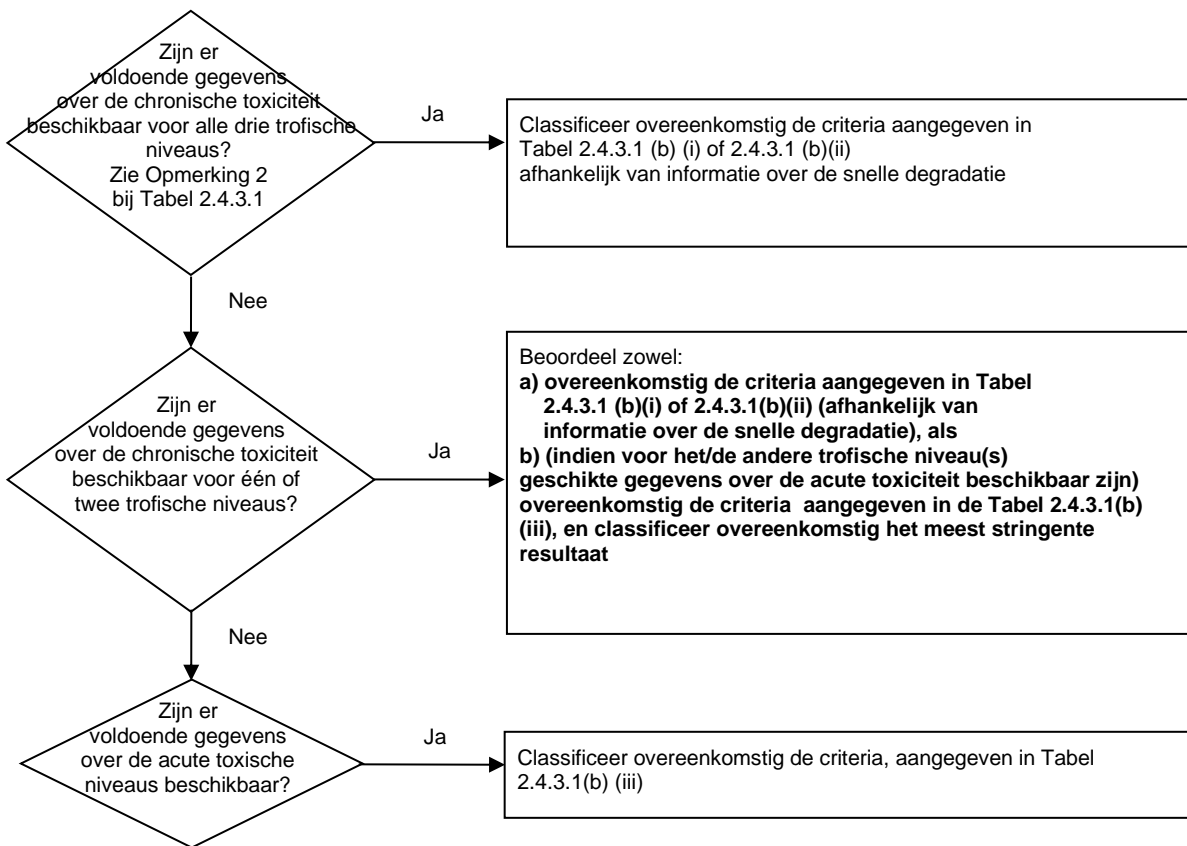 Zijn er
voldoende gegevens
over de chronische toxiciteit
beschikbaar voor alle drie trofische
niveaus?
Zie Opmerking 2
bij Tabel 2.4.3.1
Ja
Classificeer overeenkomstig de criteria aangegeven in
Tabel 2.4.3.1 (b) (i) of 2.4.3.1 (b)(ii)
afhankelijk van informatie over de snelle degradatie
Nee
Zijn er
voldoende gegevens
over de chronische toxiciteit
beschikbaar voor één of
twee trofische niveaus?
Ja
Beoordeel zowel:
a) overeenkomstig de criteria aangegeven in Tabel
2.4.3.1 (b)(i) of 2.4.3.1(b)(ii) (afhankelijk van
informatie over de snelle degradatie), als
b) (indien voor het/de andere trofische niveau(s)
geschikte gegevens over de acute toxiciteit beschikbaar zijn)
overeenkomstig de criteria aangegeven in de Tabel 2.4.3.1(b)
(iii), en classificeer overeenkomstig het meest stringente
resultaat
Nee
Zijn er
voldoende gegevens
over de acute toxische
niveaus beschikbaar?
Ja
Classificeer overeenkomstig de criteria, aangegeven in Tabel
2.4.3.1(b) (iii)